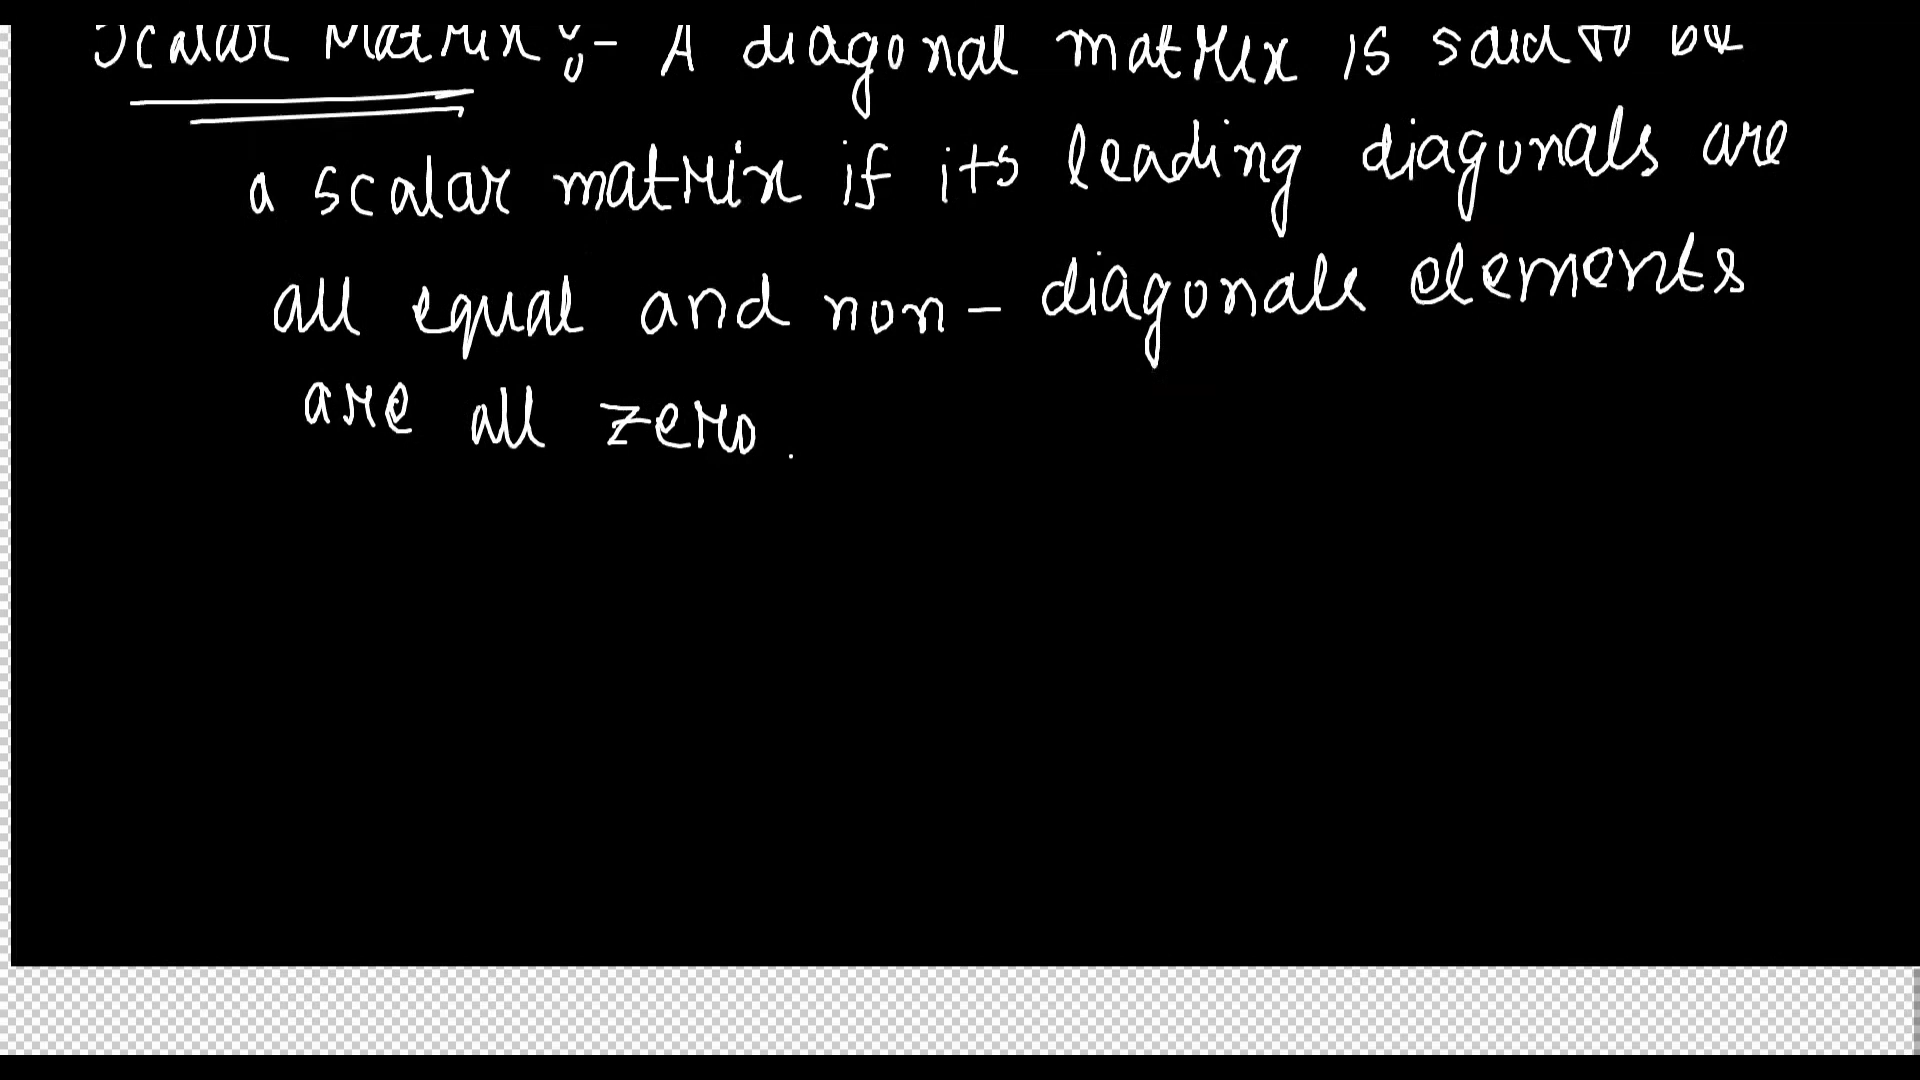 Scalar Matrix :- A diagonal matrix is said to be
a scalar matrix if its leading diagonals are
all equal and non - diagonals elements
are all zero.